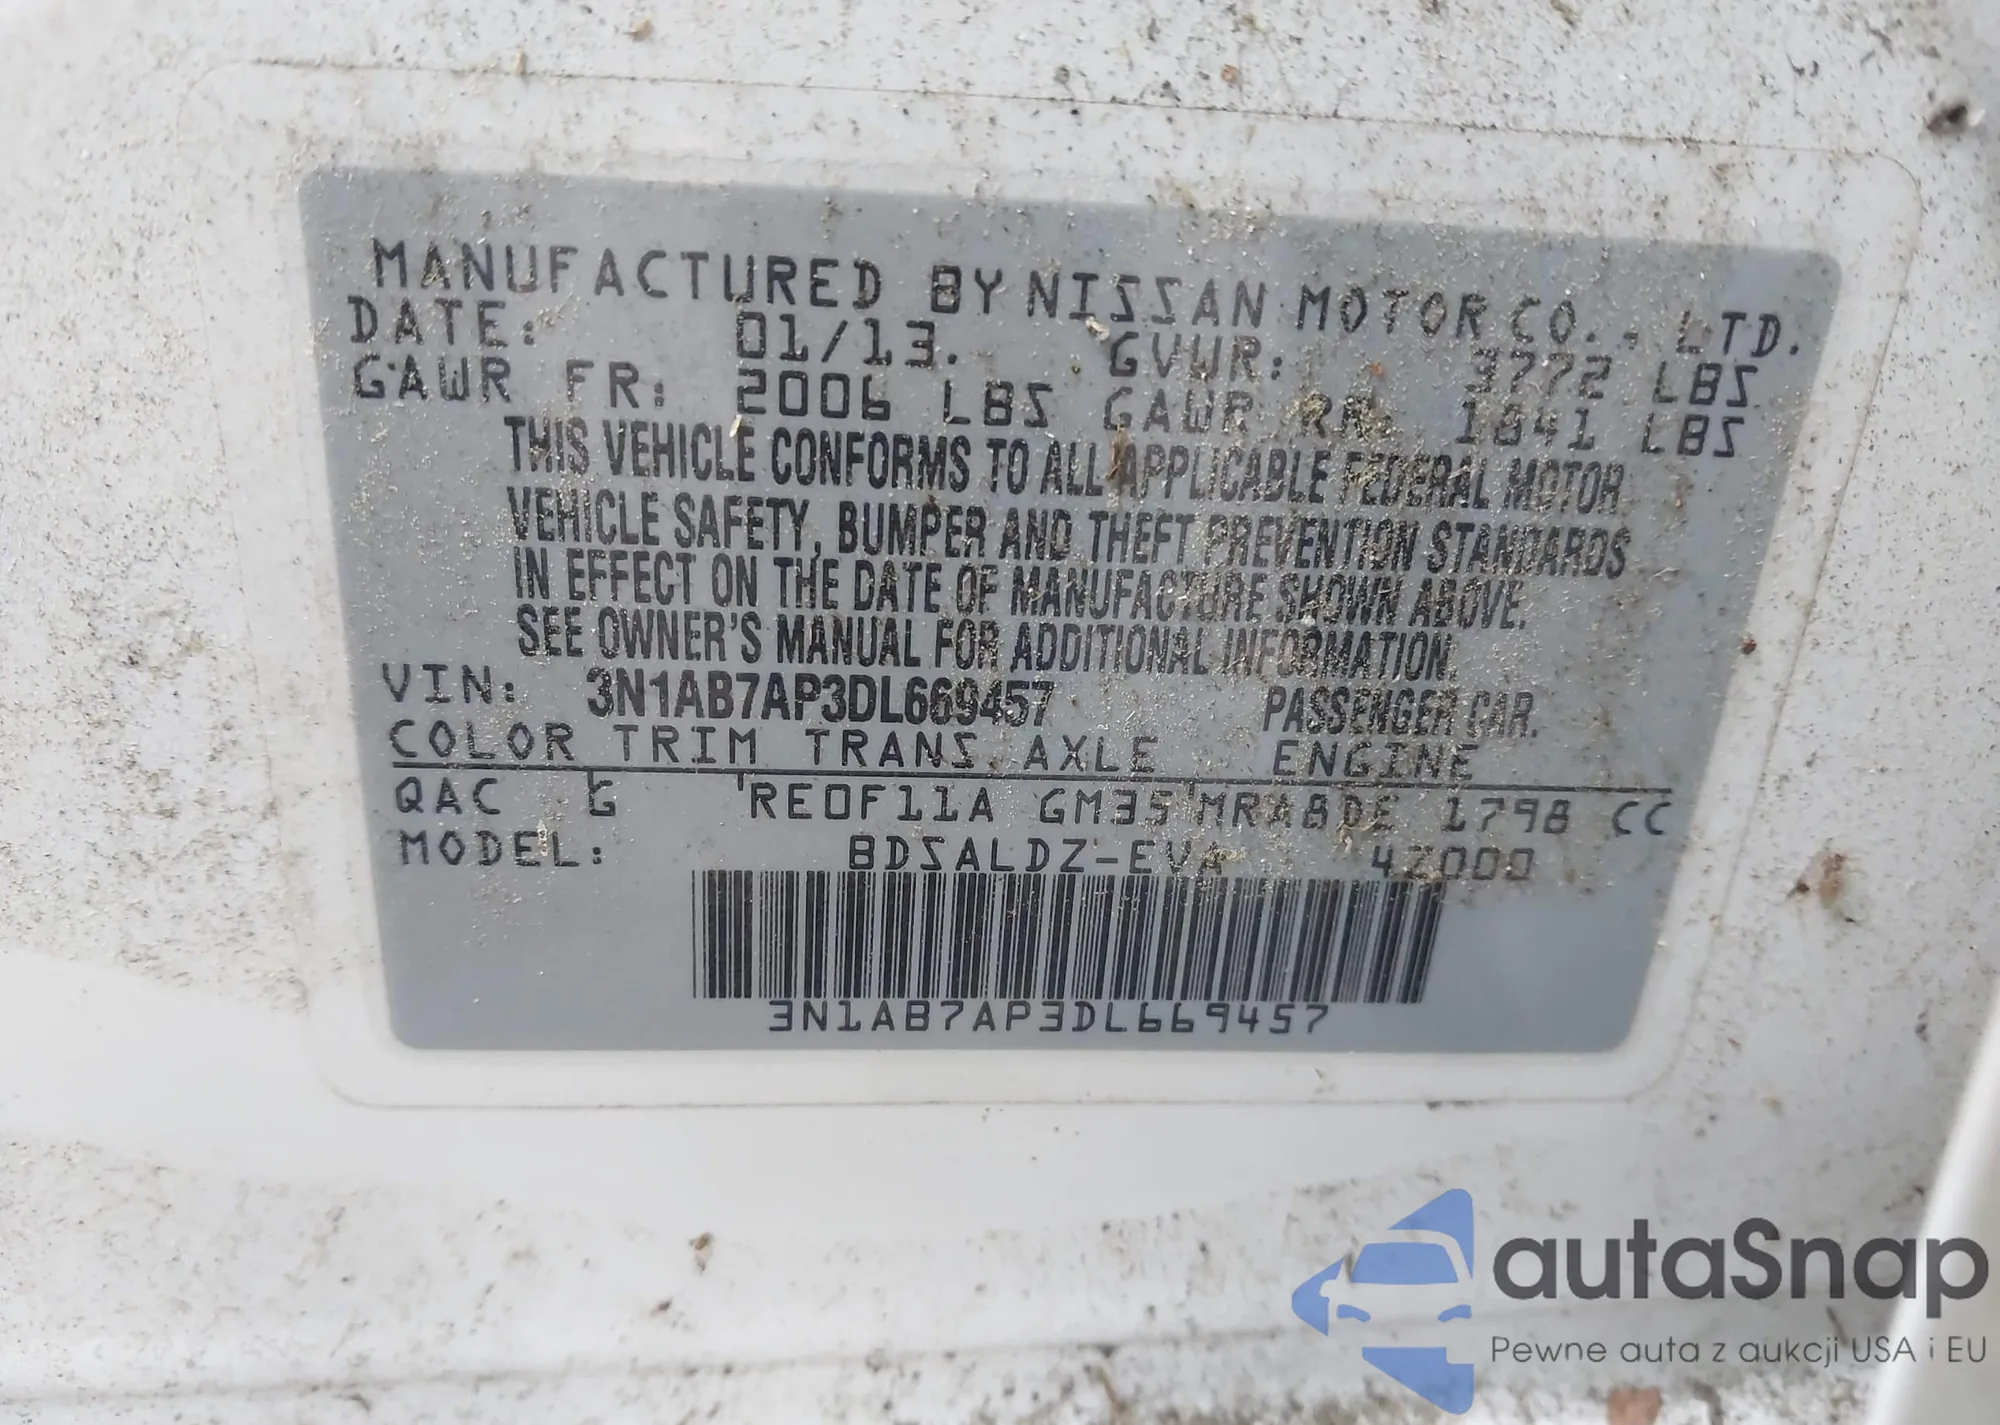 MANUFACTURED BY NISSAN MOTOR CO., LTD.
DATE: 01/13. GVWR: 3772 LBS
GAWR FR: 2006 LBS GAWR RR: 1841 LBS
THIS VEHICLE CONFORMS TO ALL APPLICABLE FEDERAL MOTOR
VEHICLE SAFETY, BUMPER AND THEFT PREVENTION STANDARDS
IN EFFECT ON THE DATE OF MANUFACTURE SHOWN ABOVE.
SEE OWNER'S MANUAL FOR ADDITIONAL INFORMATION.
VIN: 3N1AB7AP3DL669457 PASSENGER CAR.
COLOR TRIM TRANS. AXLE ENGINE
QAC G RE0F11A GM35 MRA8DE 1798 CC
MODEL: BDSALDZ-EVA 4Z000
3N1AB7AP3DL669457
autaSnap
Pewne auta z aukcji USA i EU